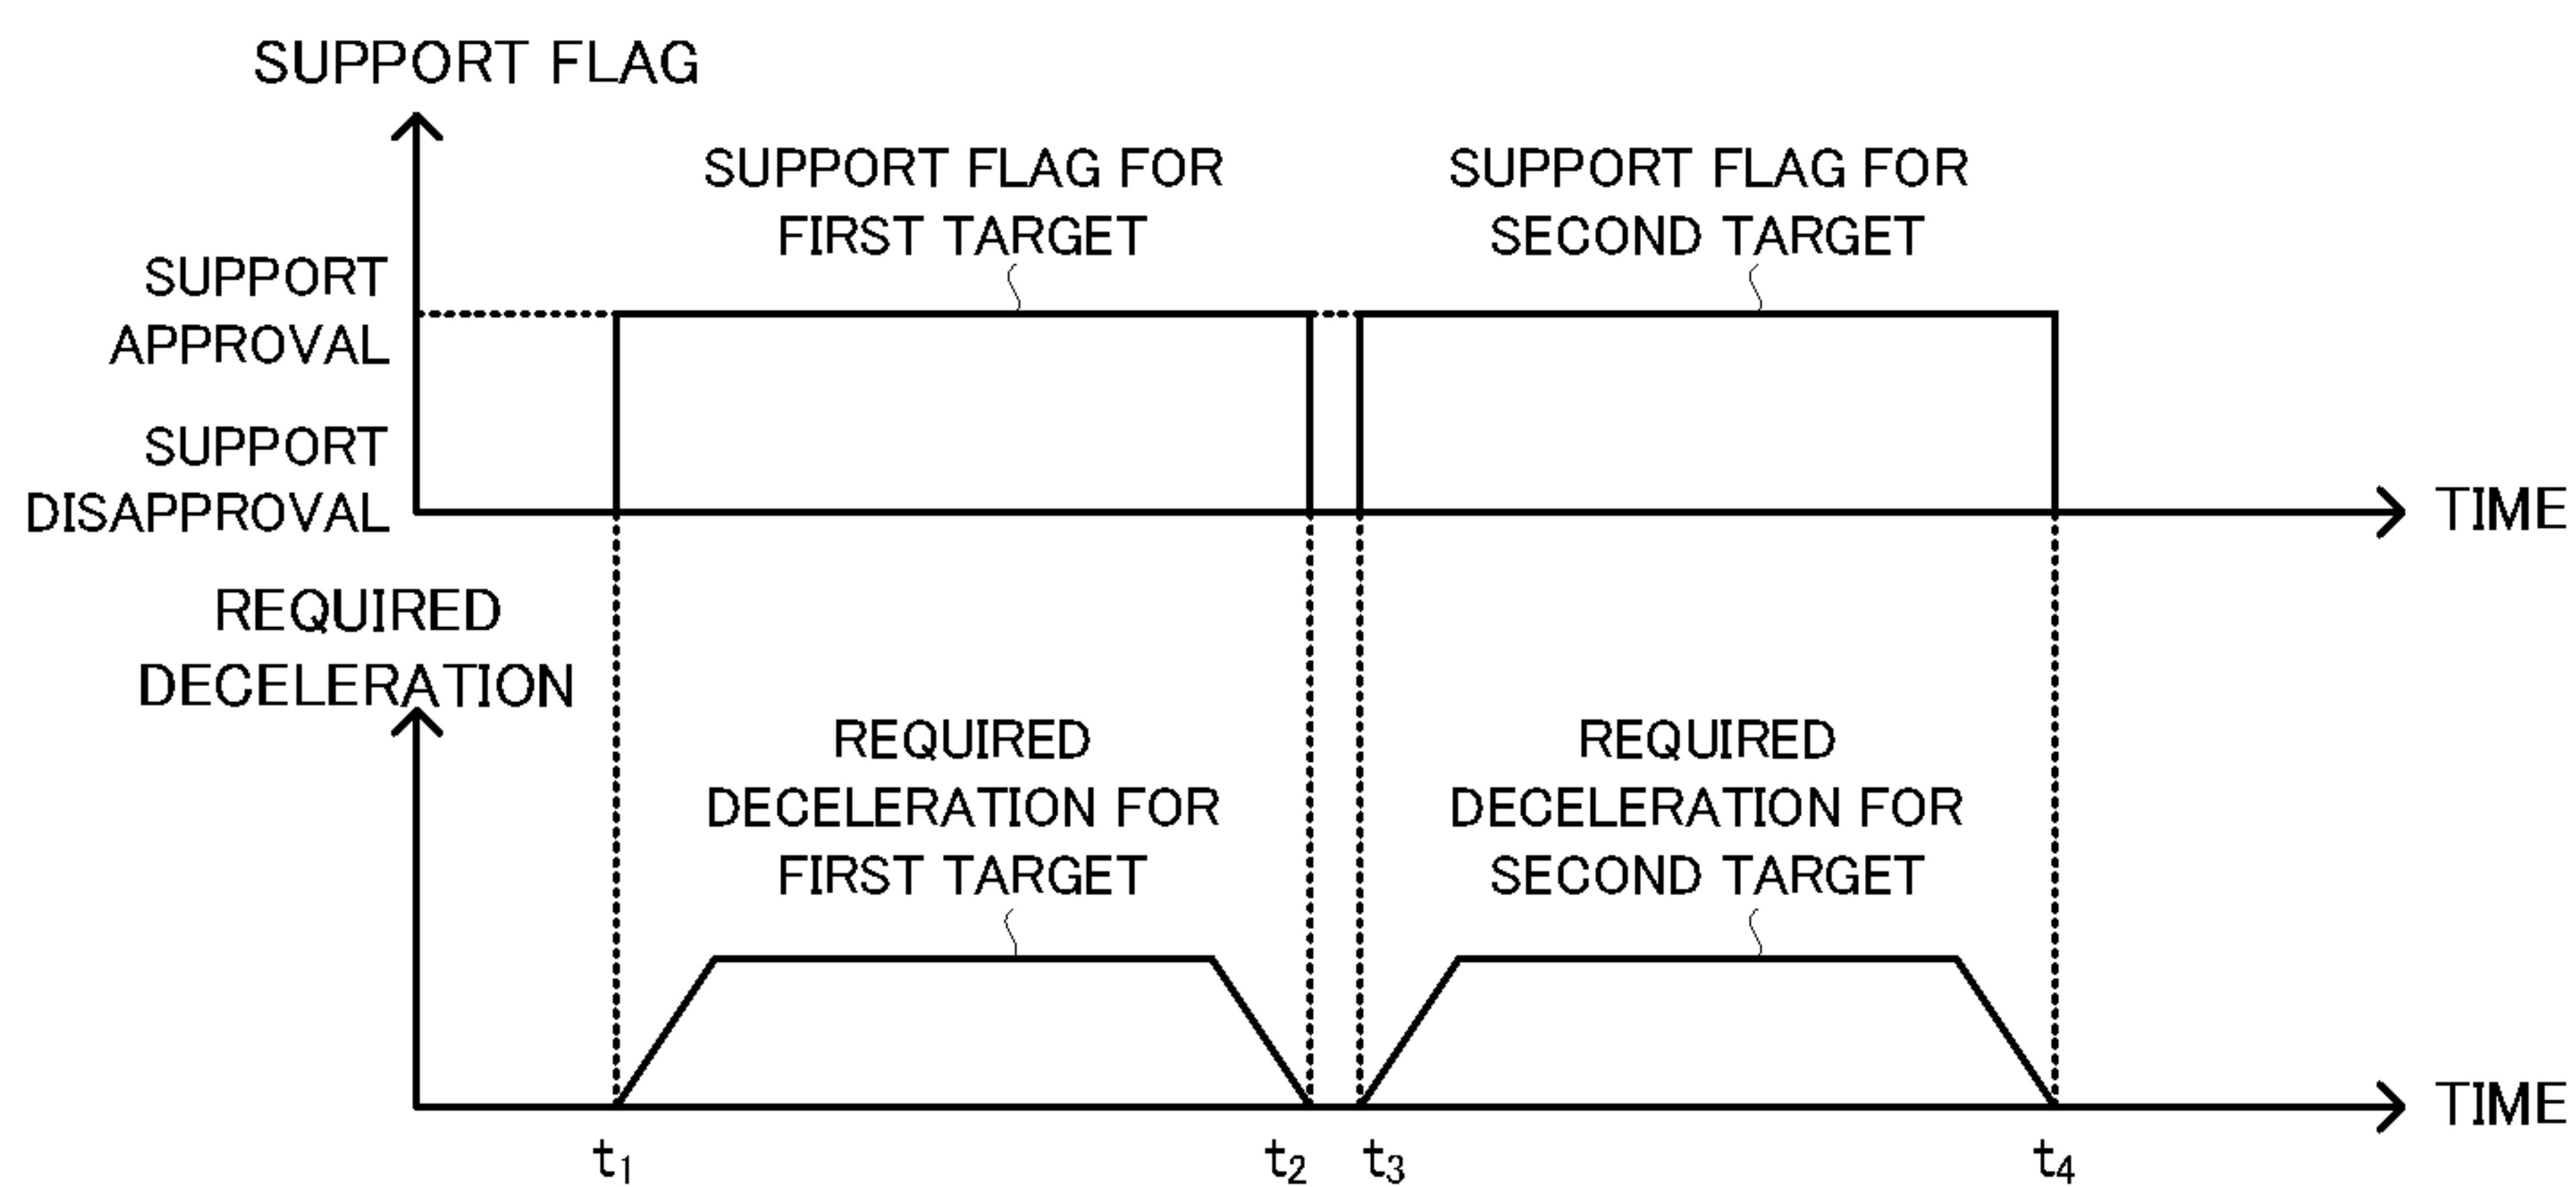 SUPPORT FLAG
SUPPORT FLAG FOR
FIRST TARGET
SUPPORT FLAG FOR
SECOND TARGET
SUPPORT
APPROVAL
SUPPORT
DISAPPROVAL
TIME
REQUIRED
DECELERATION
REQUIRED
DECELERATION FOR
FIRST TARGET
REQUIRED
DECELERATION FOR
SECOND TARGET
TIME
t1
t2
t3
t4